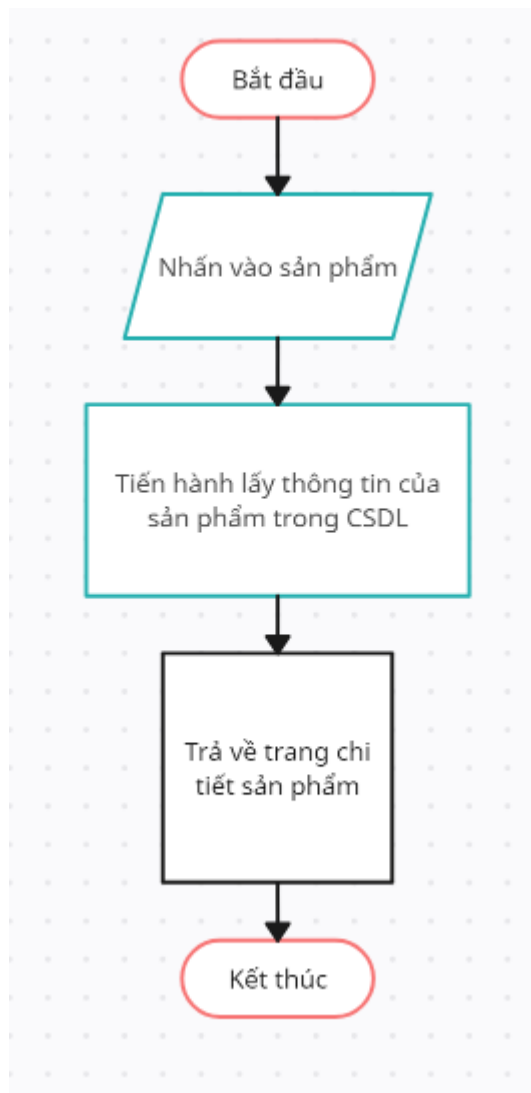 Bắt đầu
Nhấn vào sản phẩm
Tiến hành lấy thông tin của
sản phẩm trong CSDL
Trả về trang chi
tiết sản phẩm
Kết thúc